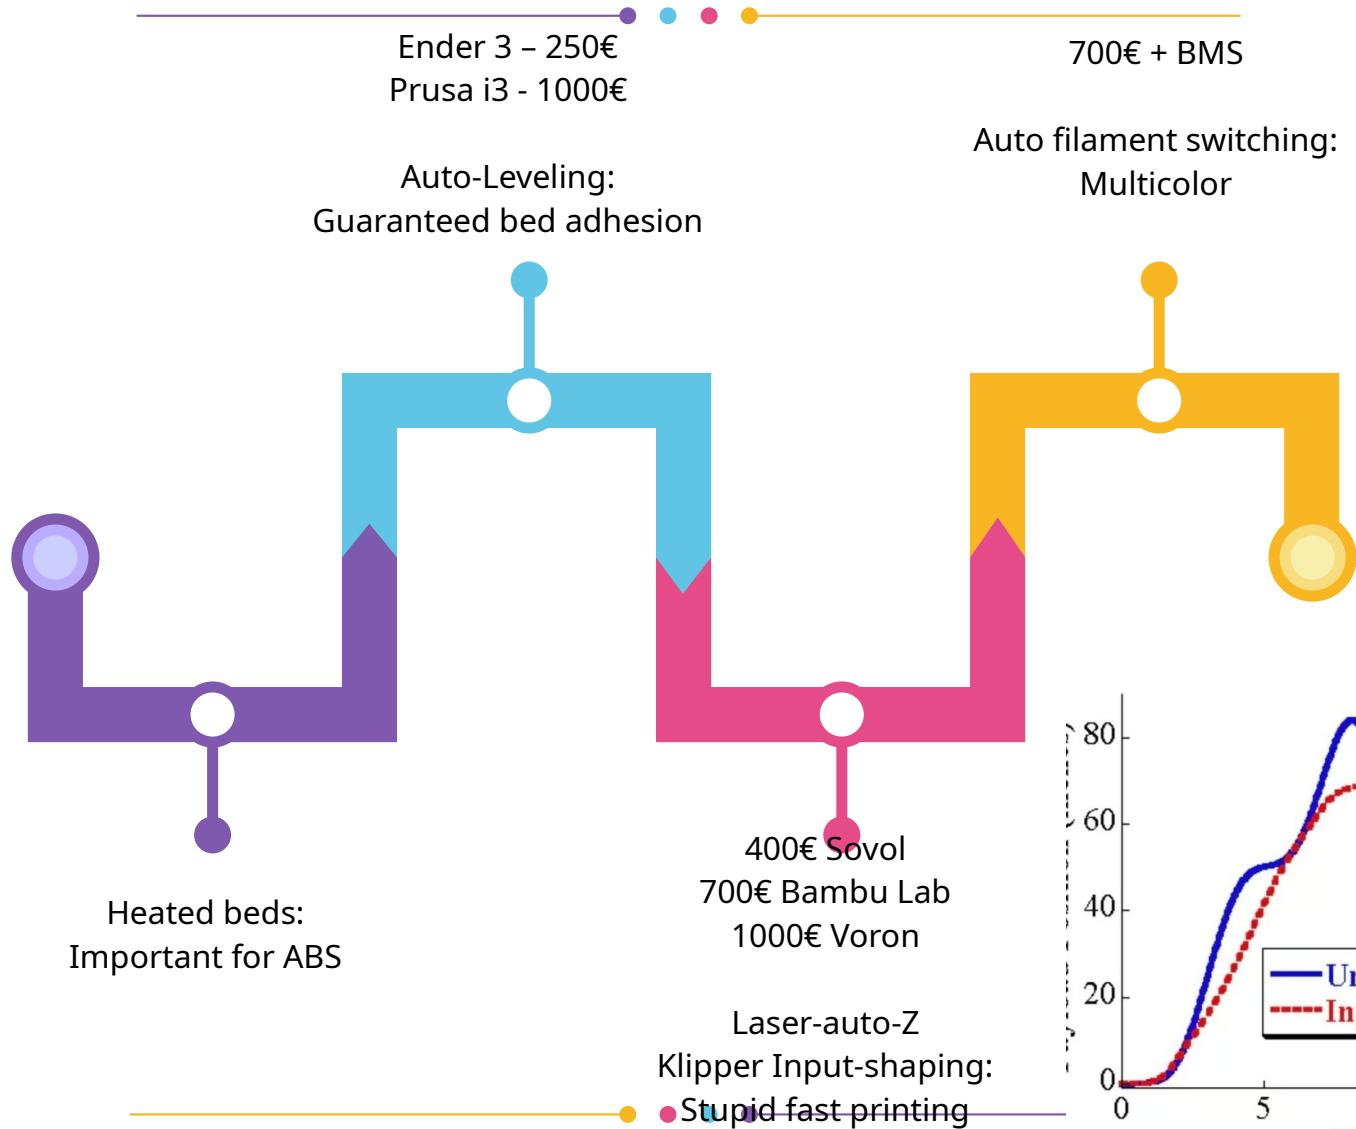 Ender 3 – 250€
Prusa i3 - 1000€
Auto-Leveling:
Guaranteed bed adhesion
700€ + BMS
Auto filament switching:
Multicolor
Heated beds:
Important for ABS
400€ Sovol
700€ Bambu Lab
1000€ Voron
Laser-auto-Z
Klipper Input-shaping:
Stupid fast printing
80
60
40
20
0
0
5